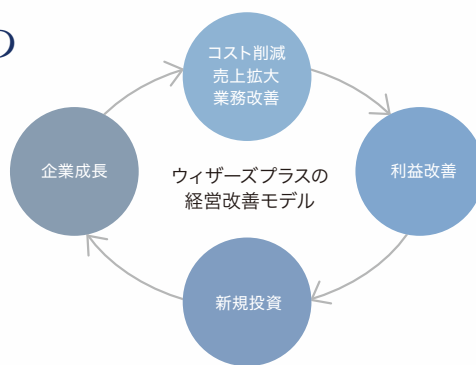 コスト削減
売上拡大
業務改善
企業成長
ウィザーズプラスの
経営改善モデル
利益改善
新規投資